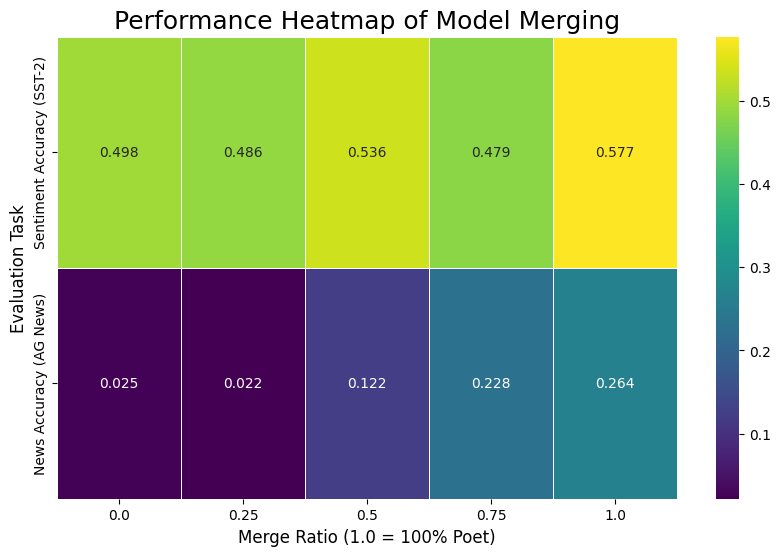 Performance Heatmap of Model Merging
Evaluation Task
Sentiment Accuracy (SST-2)
0.498 0.486 0.536 0.479 0.577
News Accuracy (AG News)
0.025 0.022 0.122 0.228 0.264
0.0 0.25 0.5 0.75 1.0
Merge Ratio (1.0 = 100% Poet)
0.5
0.4
0.3
0.2
0.1